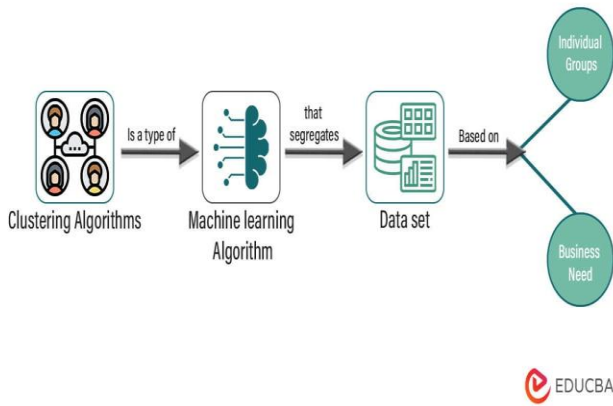 Individual
Groups
Is a type of
that
segregates
Based on
Clustering Algorithms
Machine learning
Algorithm
Data set
Business
Need
EDUCBA